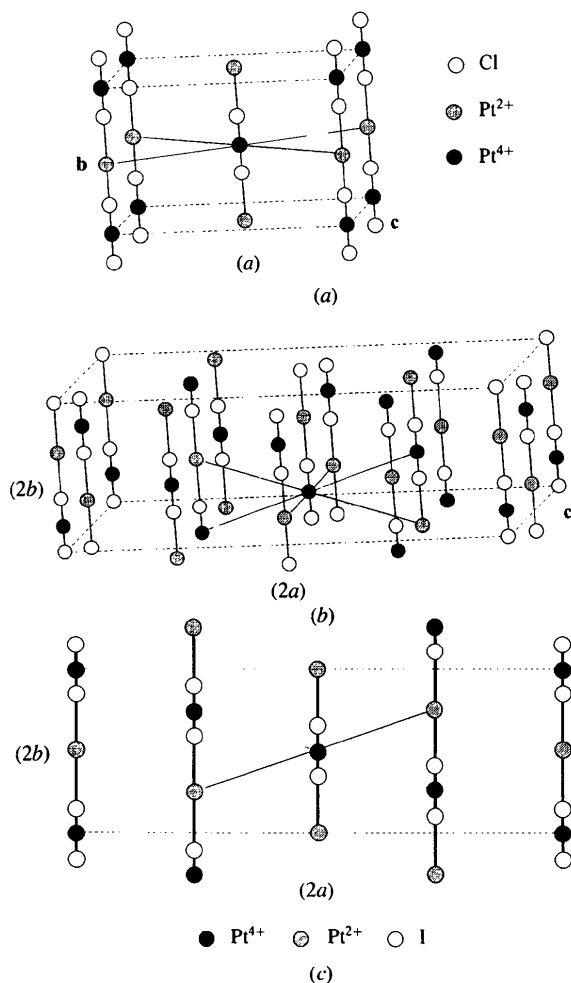 Cl
Pt2+
Pt4+
b
c
(a)
(a)
(2b)
c
(2a)
(b)
(2b)
(2a)
Pt4+ Pt2+ I
(c)